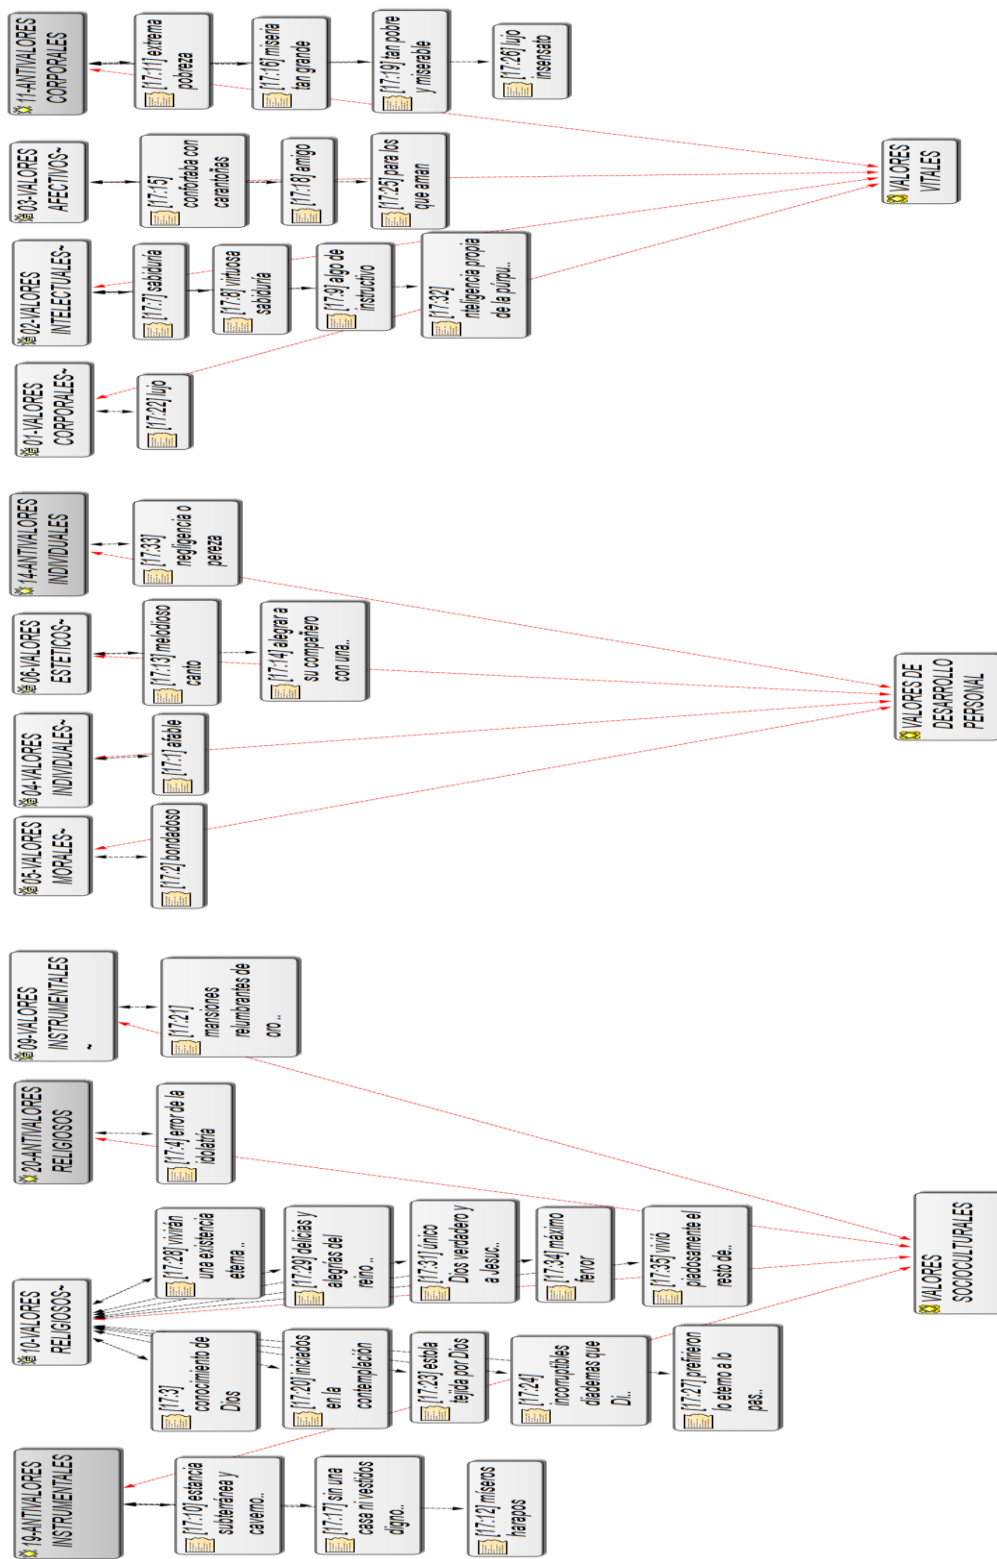 19-ANTIVALORES
INSTRUMENTALES
[17:10] estancia
subterránea y
caverno..
[17:17] sin una
casa ni vestidos
digno..
[17:12] míseros
harapos
10-VALORES
RELIGIOSOS~
[17:3]
conocimiento de
Dios
[17:20] iniciados
en la
contemplación
[17:23] estola
tejida por Dios
[17:24]
incorruptibles
diademas que
Di..
[17:27] prefirieron
lo eterno a lo
pas..
[17:28] vivirán
una existencia
eterna ..
[17:29] delicias y
alegrías del
reino ..
[17:31] único
Dios verdadero y
a Jesuc..
[17:34] máximo
fervor
[17:35] vivió
piadosamente el
resto de..
20-ANTIVALORES
RELIGIOSOS
[17:4] error de la
idolatría
09-VALORES
INSTRUMENTALES
~
[17:21]
mansiones
relumbrantes de
oro ..
VALORES
SOCIOCULTURALES
05-VALORES
MORALES~
[17:2] bondadoso
04-VALORES
INDIVIDUALES~
[17:1] afable
06-VALORES
ESTETICOS~
[17:13] melodioso
canto
[17:14] alegrar a
su compañero
con una..
14-ANTIVALORES
INDIVIDUALES
[17:33]
negligencia o
pereza
VALORES DE
DESARROLLO
PERSONAL
01-VALORES
CORPORALES~
[17:22] lujo
02-VALORES
INTELECTUALES~
[17:7] sabiduría
[17:8] virtuosa
sabiduría
[17:9] algo de
instructivo
[17:32]
nteligencia propia
de la púrpu..
03-VALORES
AFECTIVOS~
[17:15]
confortaba con
carantoñas
[17:18] amigo
[17:25] para los
que aman
11-ANTIVALORES
CORPORALES
[17:11] extrema
pobreza
[17:16] miseria
tan grande
[17:19] tan pobre
y miserable
[17:26] lujo
insensato
VALORES
VITALES